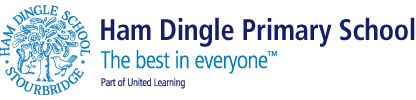 HAM DINGLE SCHOOL
STOURBRIDGE
Ham Dingle Primary School
The best in everyone™
Part of United Learning